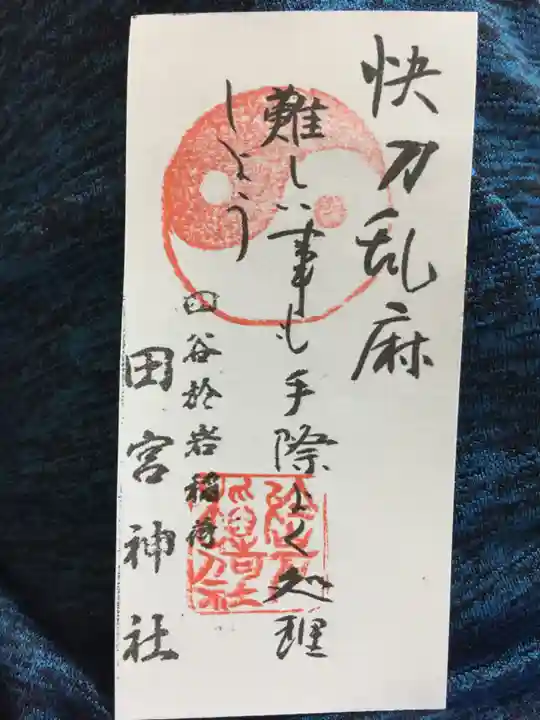 快刀乱麻
難しい事も手際よく処理
しよう
四谷於岩稲荷
田宮神社